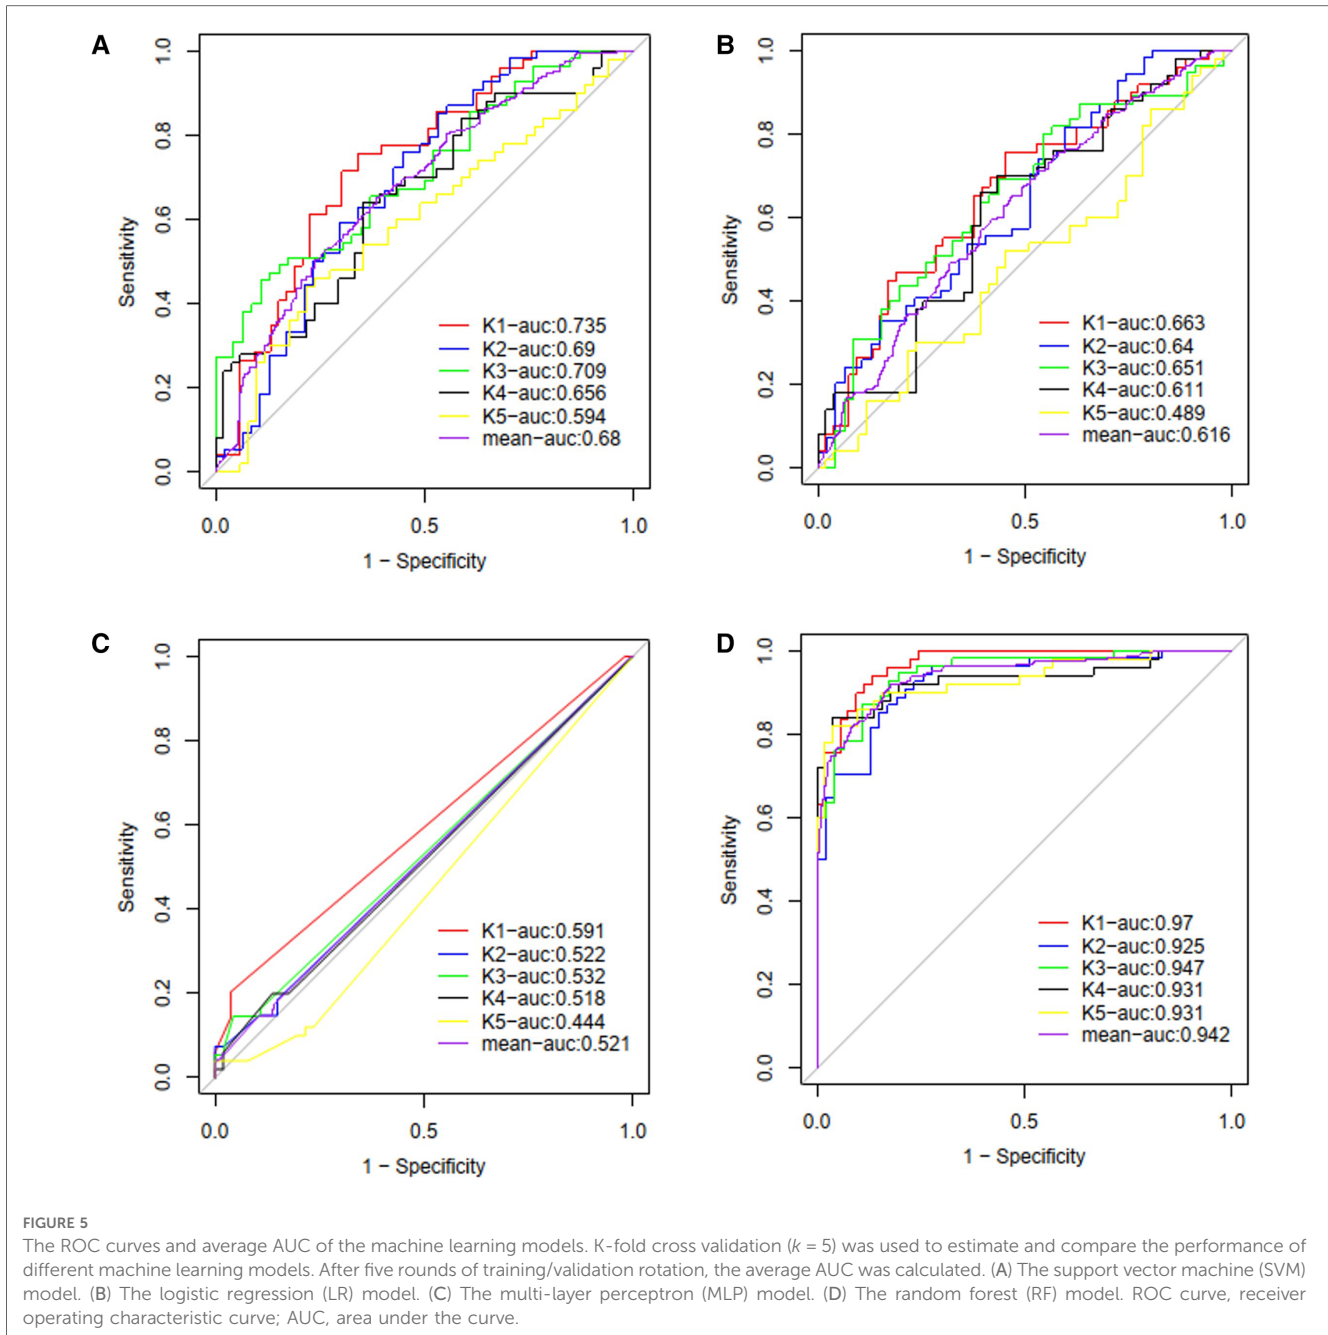 A
Sensitivity
0.0
0.2
0.4
0.6
0.8
1.0
K1-auc:0.735
K2-auc:0.69
K3-auc:0.709
K4-auc:0.656
K5-auc:0.594
mean-auc:0.68
0.0 0.5 1.0
1 − Specificity
B
Sensitivity
0.0
0.2
0.4
0.6
0.8
1.0
K1-auc:0.663
K2-auc:0.64
K3-auc:0.651
K4-auc:0.611
K5-auc:0.489
mean-auc:0.616
0.0 0.5 1.0
1 − Specificity
C
Sensitivity
0.0
0.2
0.4
0.6
0.8
1.0
K1-auc:0.591
K2-auc:0.522
K3-auc:0.532
K4-auc:0.518
K5-auc:0.444
mean-auc:0.521
0.0 0.5 1.0
1 − Specificity
D
Sensitivity
0.0
0.2
0.4
0.6
0.8
1.0
K1-auc:0.97
K2-auc:0.925
K3-auc:0.947
K4-auc:0.931
K5-auc:0.931
mean-auc:0.942
0.0 0.5 1.0
1 − Specificity
FIGURE 5
The ROC curves and average AUC of the machine learning models. K-fold cross validation (k = 5) was used to estimate and compare the performance of
different machine learning models. After five rounds of training/validation rotation, the average AUC was calculated. (A) The support vector machine (SVM)
model. (B) The logistic regression (LR) model. (C) The multi-layer perceptron (MLP) model. (D) The random forest (RF) model. ROC curve, receiver
operating characteristic curve; AUC, area under the curve.